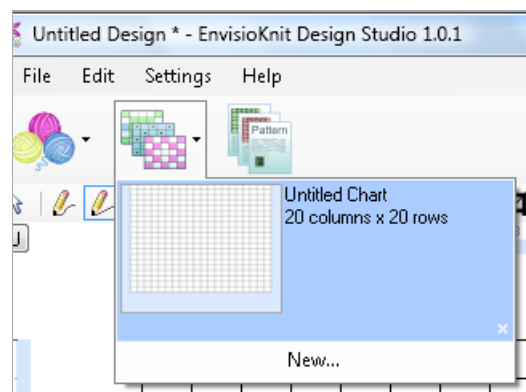 Untitled Design * - EnvisioKnit Design Studio 1.0.1
File Edit Settings Help
Pattern
Untitled Chart
20 columns x 20 rows
New...